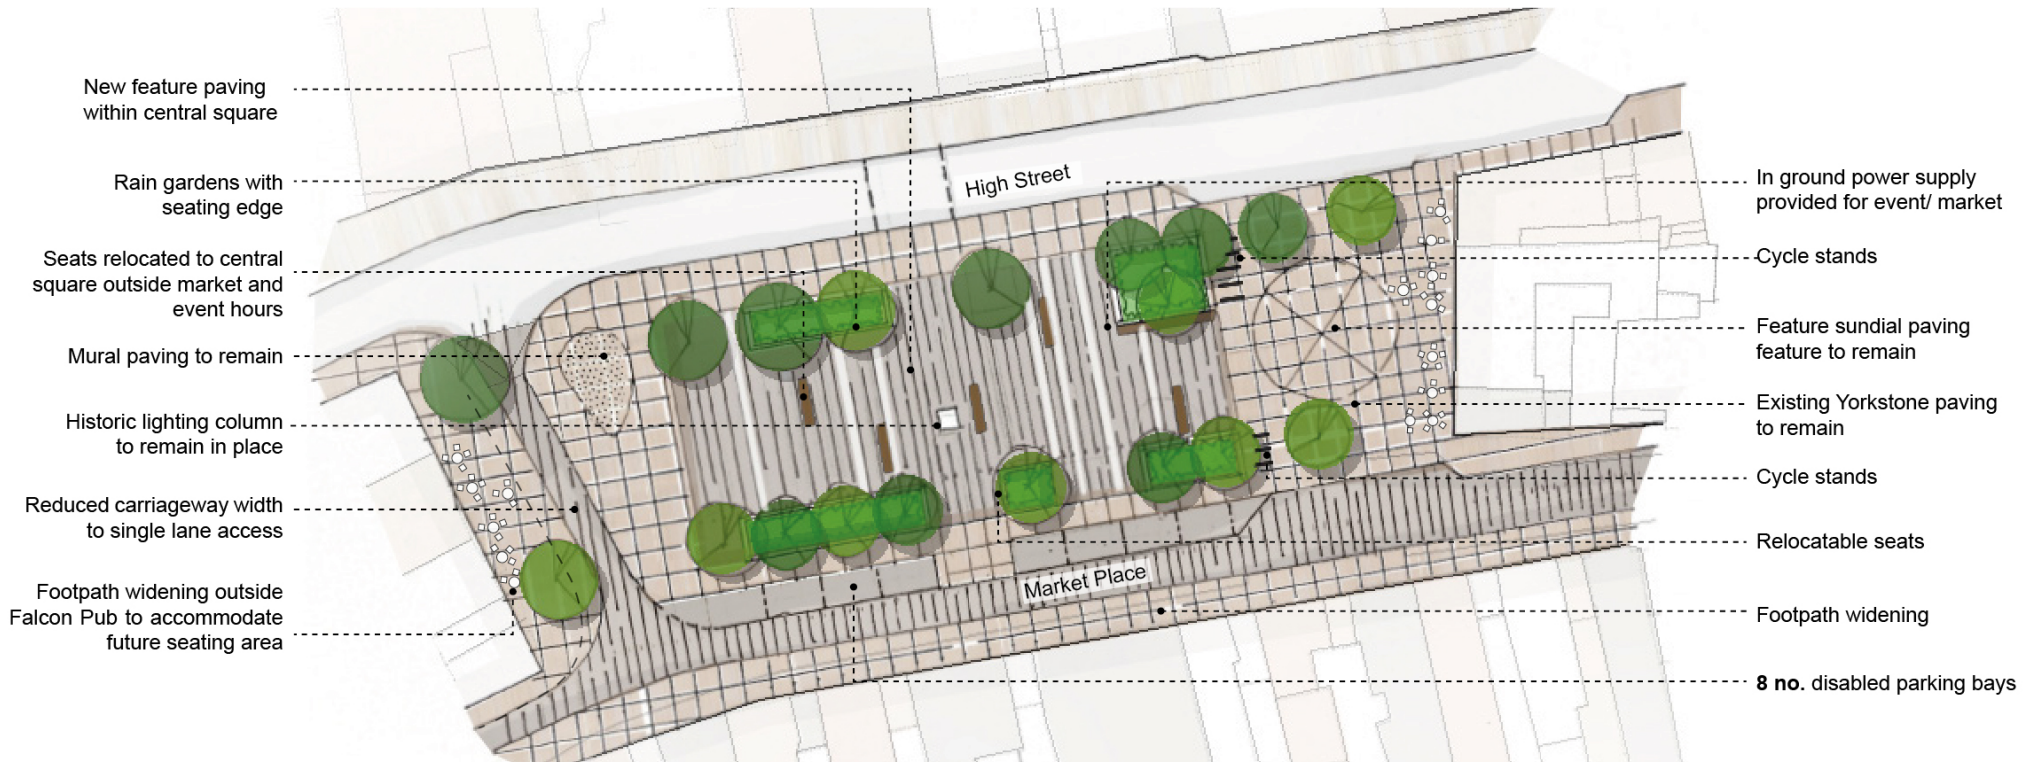 New feature paving
within central square
Rain gardens with
seating edge
Seats relocated to central
square outside market and
event hours
Mural paving to remain
Historic lighting column
to remain in place
Reduced carriageway width
to single lane access
Footpath widening outside
Falcon Pub to accommodate
future seating area
High Street
Market Place
In ground power supply
provided for event/ market
Cycle stands
Feature sundial paving
feature to remain
Existing Yorkstone paving
to remain
Cycle stands
Relocatable seats
Footpath widening
8 no. disabled parking bays